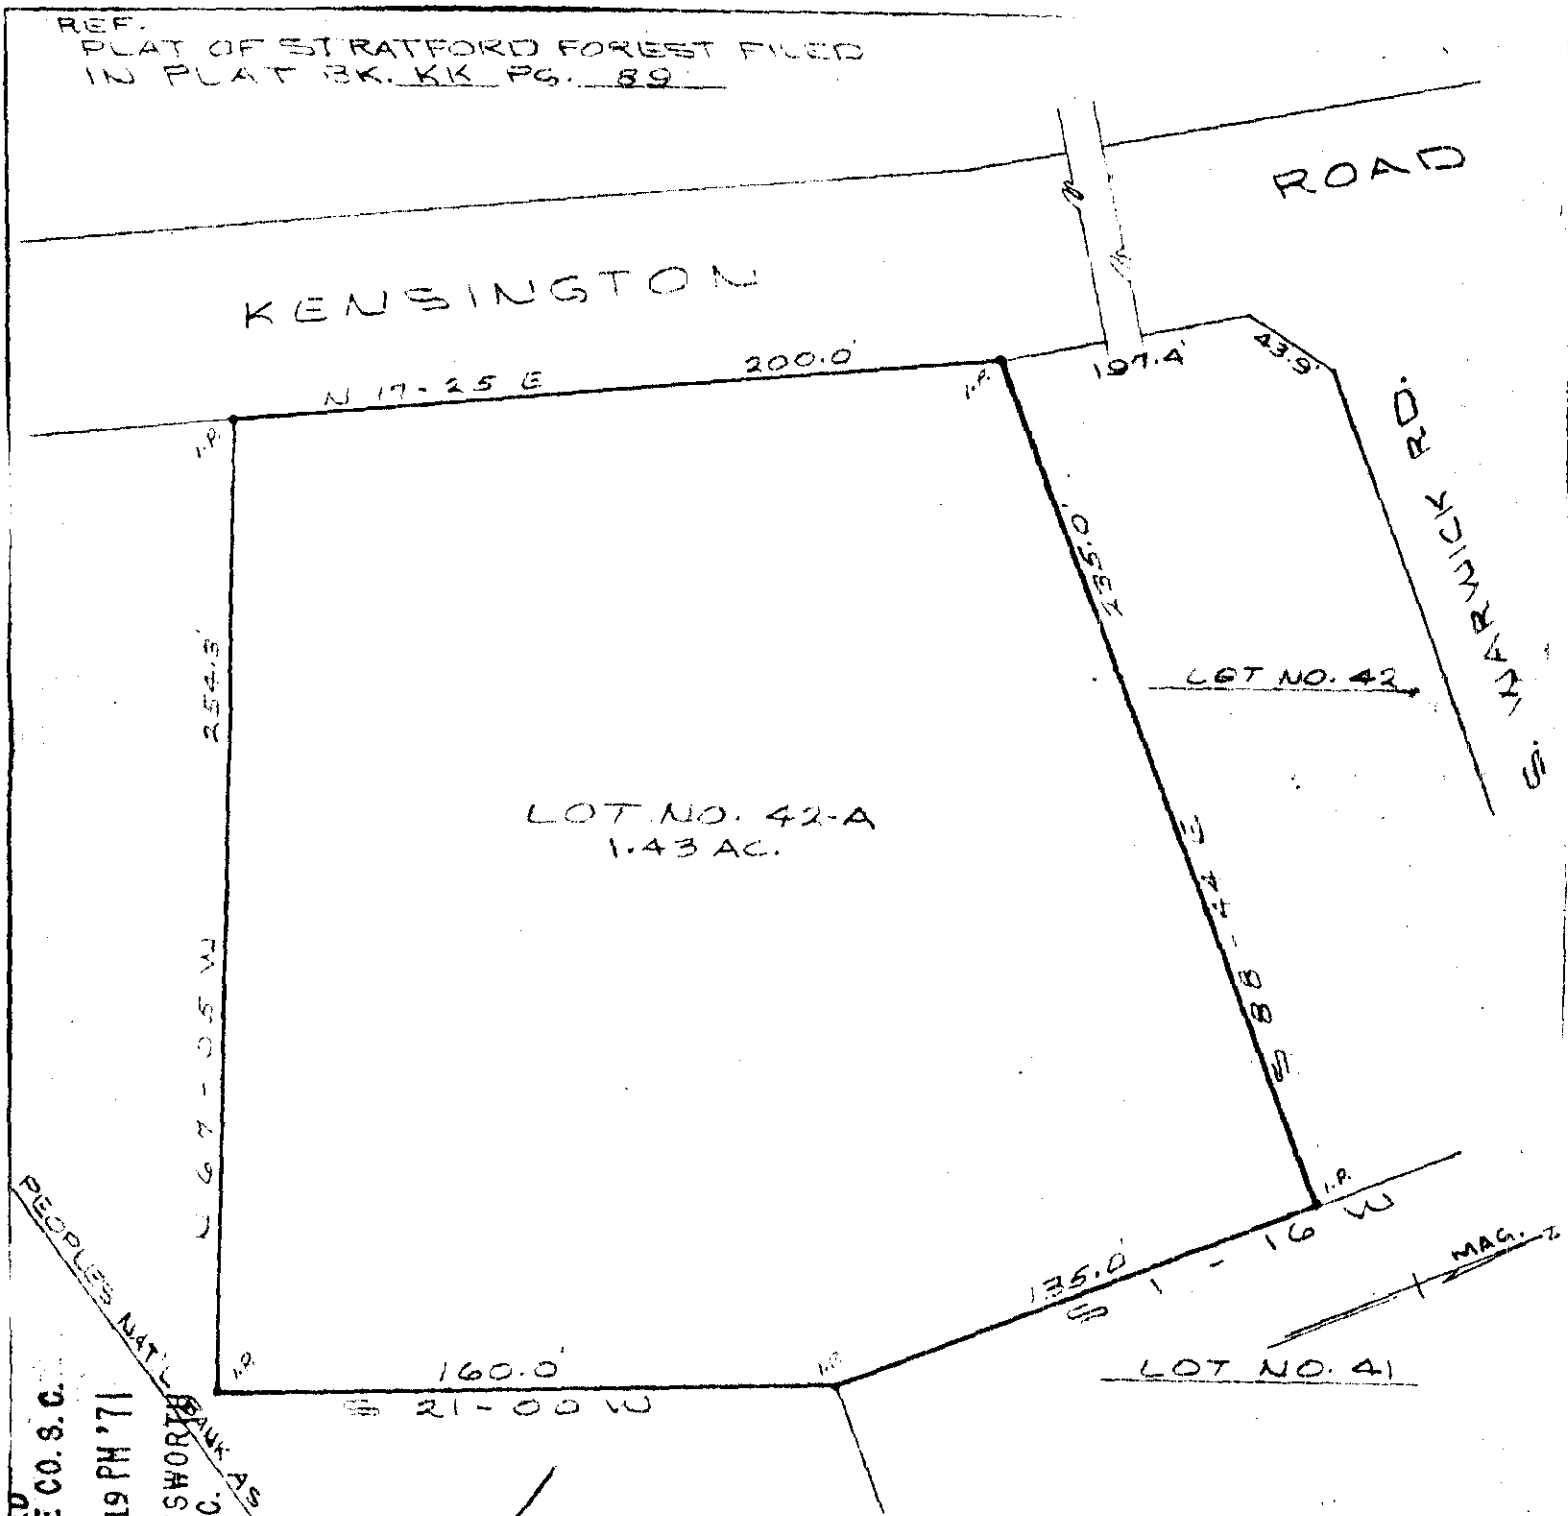 REF.
PLAT OF STRATFORD FOREST FILED
IN PLAT BK. KK PG. 89
ROAD
KENSINGTON
N 17-25 E 200.0'
197.4'
43.9'
I.P.
I.P.
S. WARWICK RD.
235.0'
S 88-44 E
254.3'
N 67-05 W
LOT NO. 42
LOT NO. 42-A
1.43 AC.
I.P.
135.0'
S 1-16 W
MAG.
LOT NO. 41
I.P.
160.0'
I.P.
S 21-00 W
PEOPLES NAT'L BANK AS
CO. S. C.
19 PM '71
SWORTH
C.